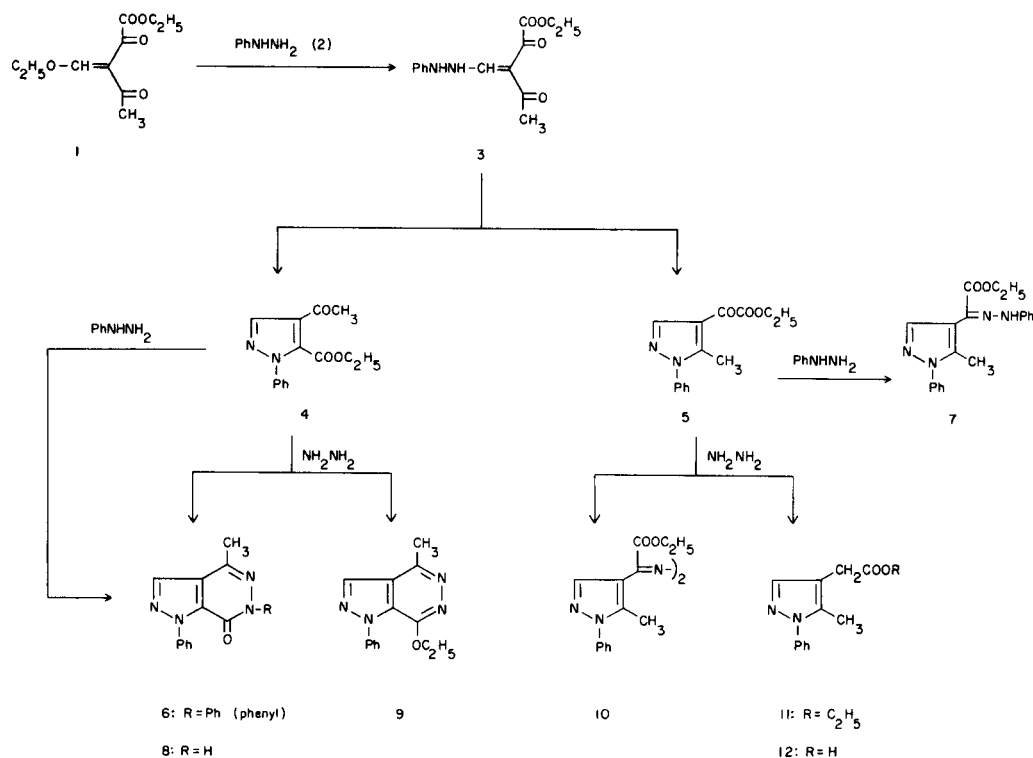 COOC2H5
PhNHNH2 (2)
C2H5O-CH=
O
O
CH3
1
COOC2H5
PhNHNH-CH=
O
O
CH3
3
PhNHNH2
COCH3
N
N
COOC2H5
Ph
4
COCOOC2H5
N
N
CH3
Ph
5
PhNHNH2
COOC2H5
=N-NHPh
N
N
CH3
Ph
7
NH2NH2
NH2NH2
CH3
N
N
N-R
N
O
Ph
6: R=Ph (phenyl)
8: R=H
CH3
N
N
N
N
OC2H5
Ph
9
COOC2H5
=N-)2
N
N
CH3
Ph
10
CH2COOR
N
N
CH3
Ph
11: R=C2H5
12: R=H